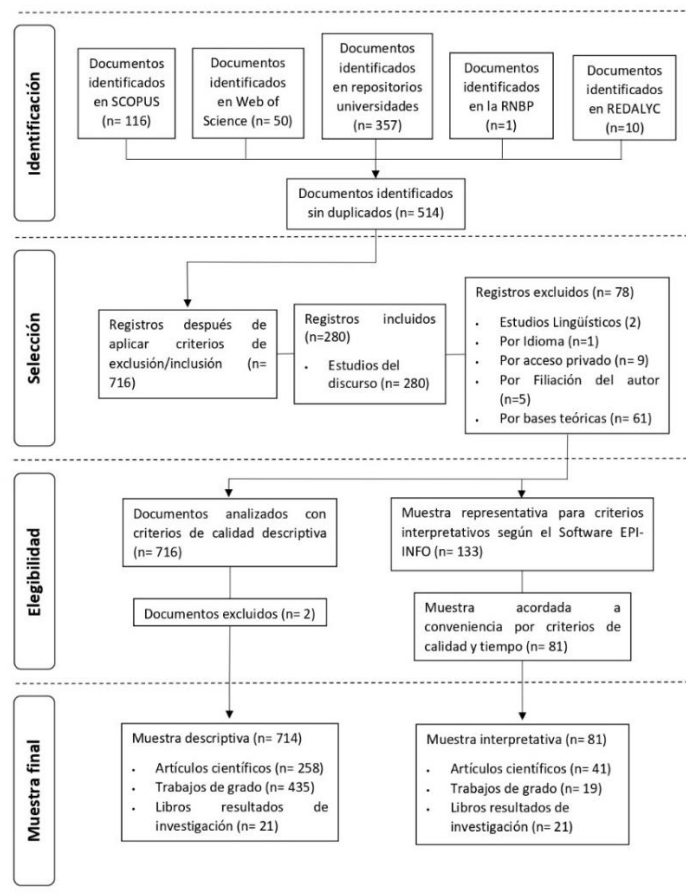 Identificación
Documentos
identificados
en SCOPUS
(n= 116)
Documentos
identificados
en Web of
Science (n= 50)
Documentos
identificados
en repositorios
universidades
(n = 357)
Documentos
identificados
en la RNBP
(n=1)
Documentos
identificados
en REDALYC
(n=10)
Documentos identificados
sin duplicados (n= 514)
Selección
Registros después de
aplicar criterios de
exclusión/inclusión (n=
716)
Registros incluidos
(n=280)
• Estudios del
discurso (n= 280)
Registros excluidos (n= 78)
• Estudios Lingüísticos (2)
• Por Idioma (n=1)
• Por acceso privado (n= 9)
• Por Filiación del autor
(n=5)
• Por bases teóricas (n= 61)
Elegibilidad
Documentos analizados con
criterios de calidad descriptiva
(n= 716)
Documentos excluidos (n= 2)
Muestra representativa para criterios
interpretativos según el Software EPI-
INFO (n= 133)
Muestra acordada a
conveniencia por criterios de
calidad y tiempo (n= 81)
Muestra final
Muestra descriptiva (n= 714)
• Artículos científicos (n= 258)
• Trabajos de grado (n= 435)
• Libros resultados de
investigación (n= 21)
Muestra interpretativa (n= 81)
• Artículos científicos (n= 41)
• Trabajos de grado (n= 19)
• Libros resultados de
investigación (n= 21)